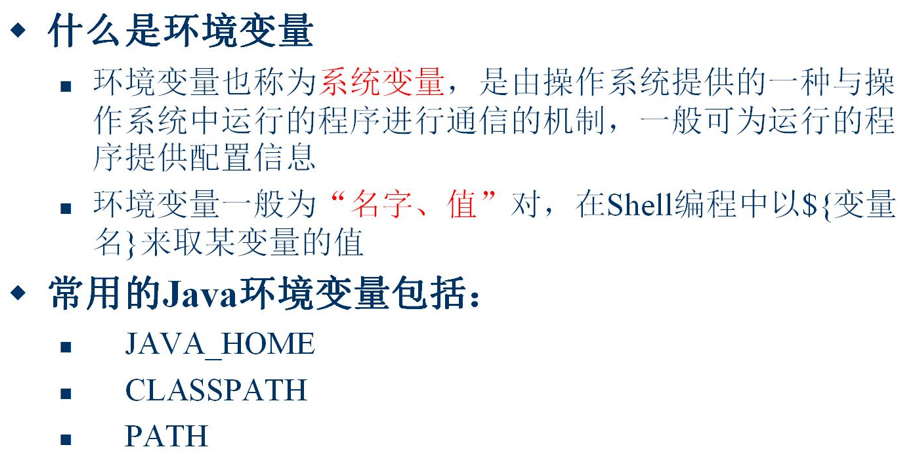 什么是环境变量
环境变量也称为系统变量，是由操作系统提供的一种与操
作系统中运行的程序进行通信的机制，一般可为运行的程
序提供配置信息
环境变量一般为“名字、值”对，在Shell编程中以${变量
名}来取某变量的值
常用的Java环境变量包括：
JAVA_HOME
CLASSPATH
PATH